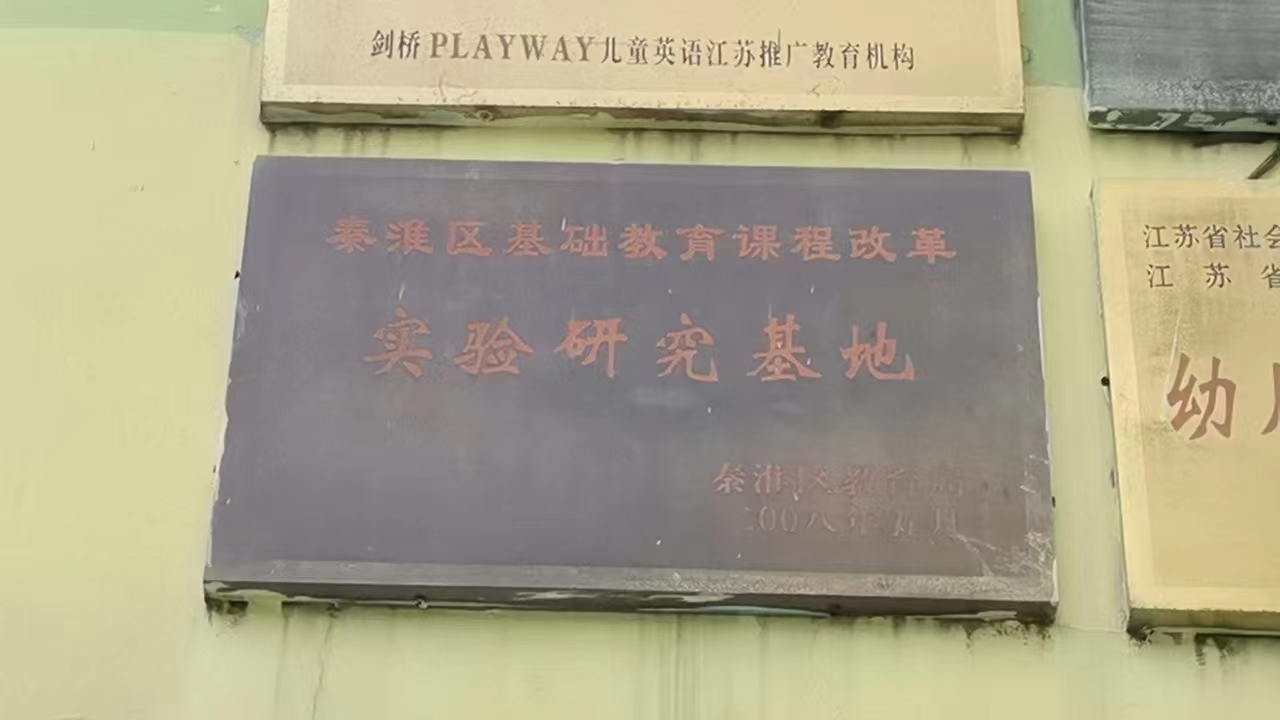 剑桥PLAYWAY儿童英语江苏推广教育机构
秦淮区基础教育课程改革
实验研究基地
秦淮区教育局
二00八年五月
江苏省社会
江苏省
幼